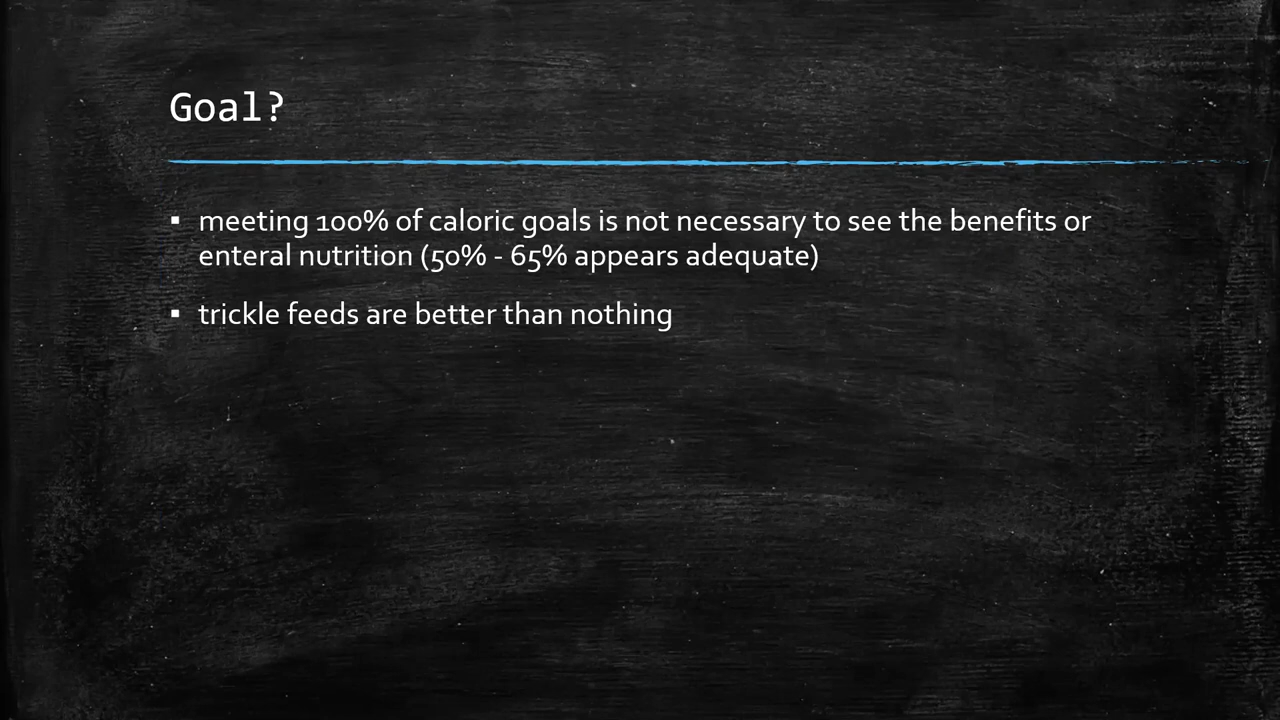 Goal?
▪ meeting 100% of caloric goals is not necessary to see the benefits or
enteral nutrition (50% - 65% appears adequate)
▪ trickle feeds are better than nothing